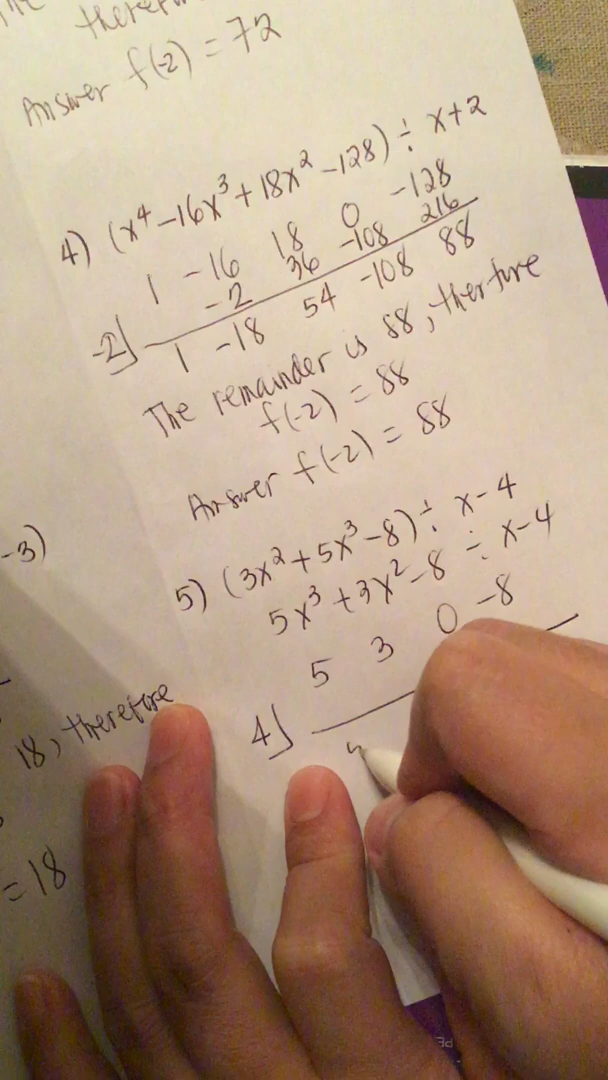 therefore
Answer f(-2) = 72
4) (x⁴ -16x³ + 18x² -128) ÷ x+2
1 -16 18 0 -128
-2 36 -108 216
-2
1 -18 54 -108 88
The remainder is 88, therfore
f(-2) = 88
Answer f(-2) = 88
-3)
5) (3x² + 5x³ -8) ÷ x-4
5x³ + 3x² -8 ÷ x-4
5 3 0 -8
4
18, therefore
= 18